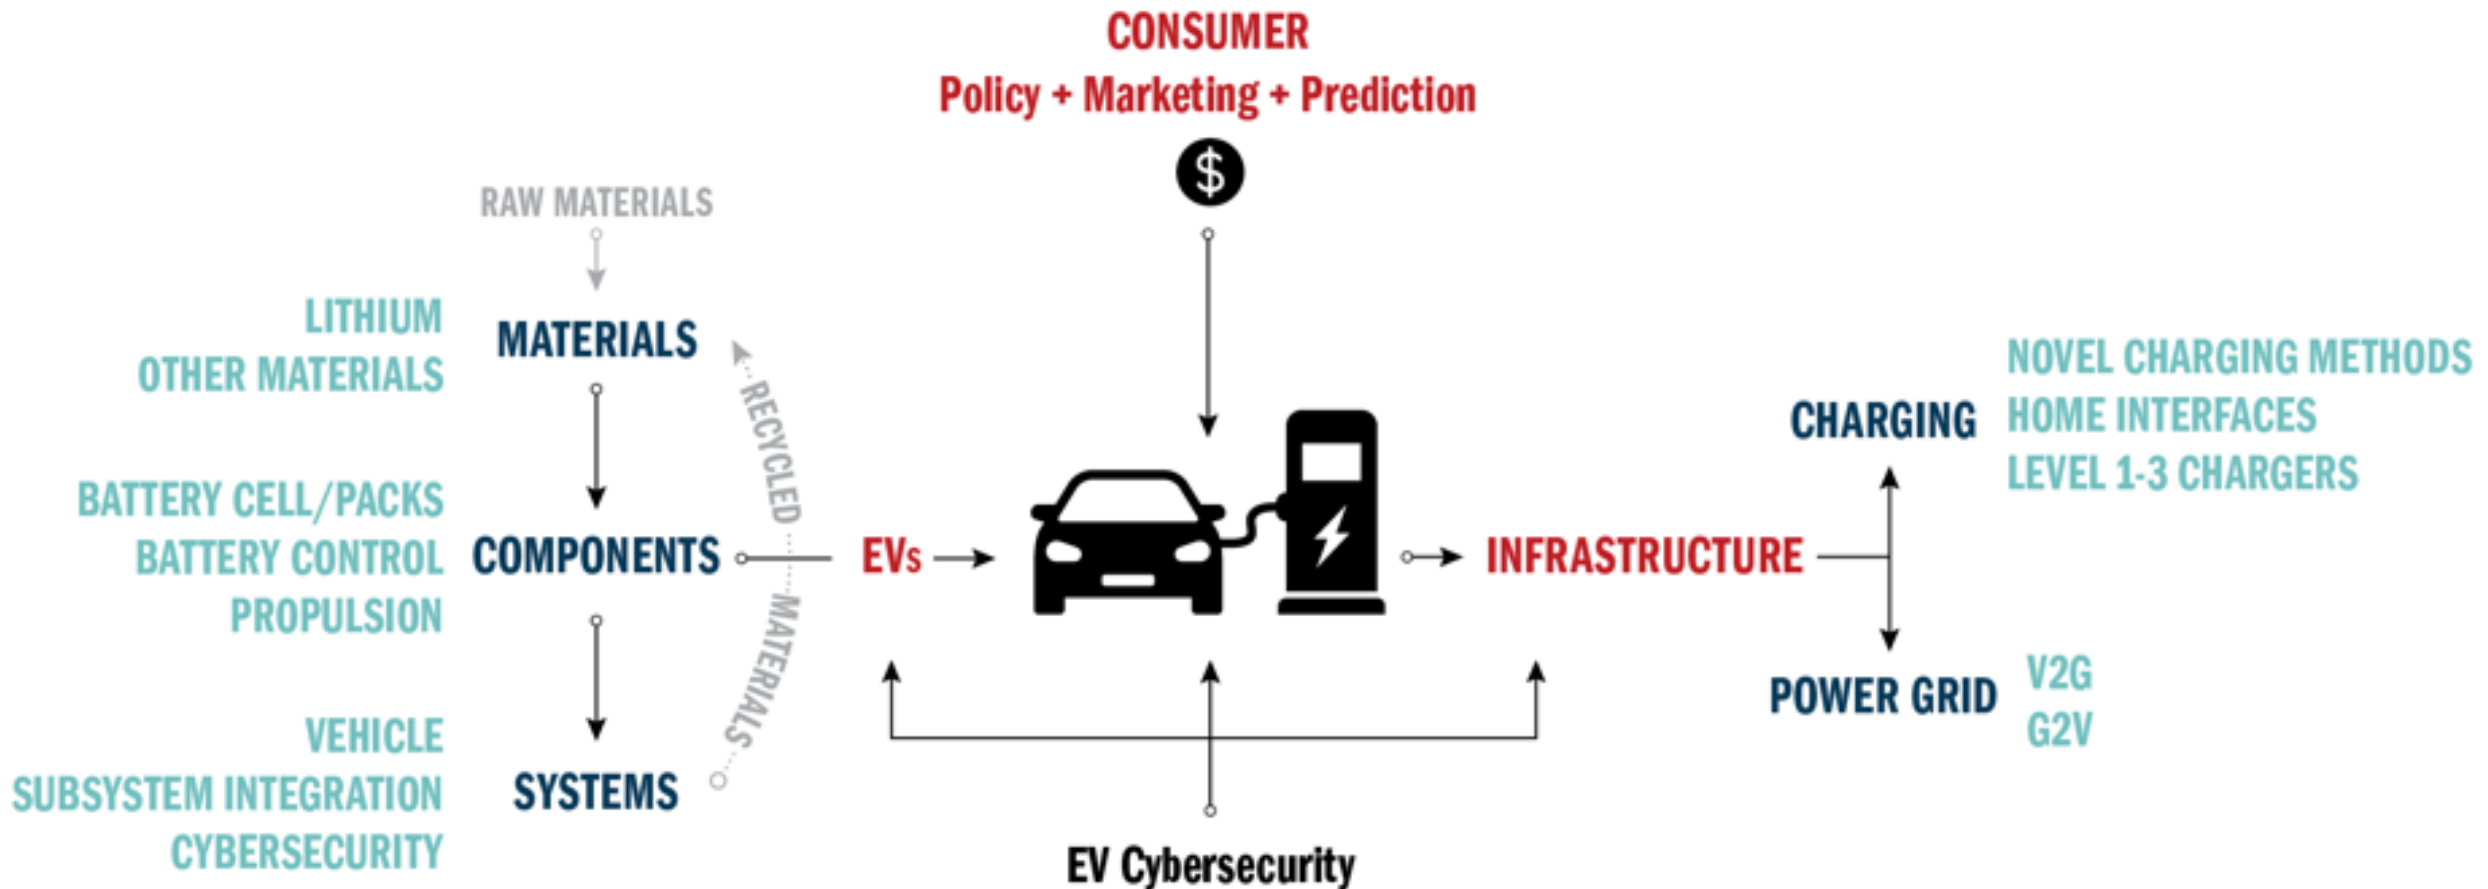 CONSUMER
Policy + Marketing + Prediction
$
RAW MATERIALS
LITHIUM
OTHER MATERIALS
MATERIALS
RECYCLED MATERIALS
BATTERY CELL/PACKS
BATTERY CONTROL
PROPULSION
COMPONENTS
EVs
VEHICLE
SUBSYSTEM INTEGRATION
CYBERSECURITY
SYSTEMS
INFRASTRUCTURE
CHARGING
NOVEL CHARGING METHODS
HOME INTERFACES
LEVEL 1-3 CHARGERS
POWER GRID
V2G
G2V
EV Cybersecurity